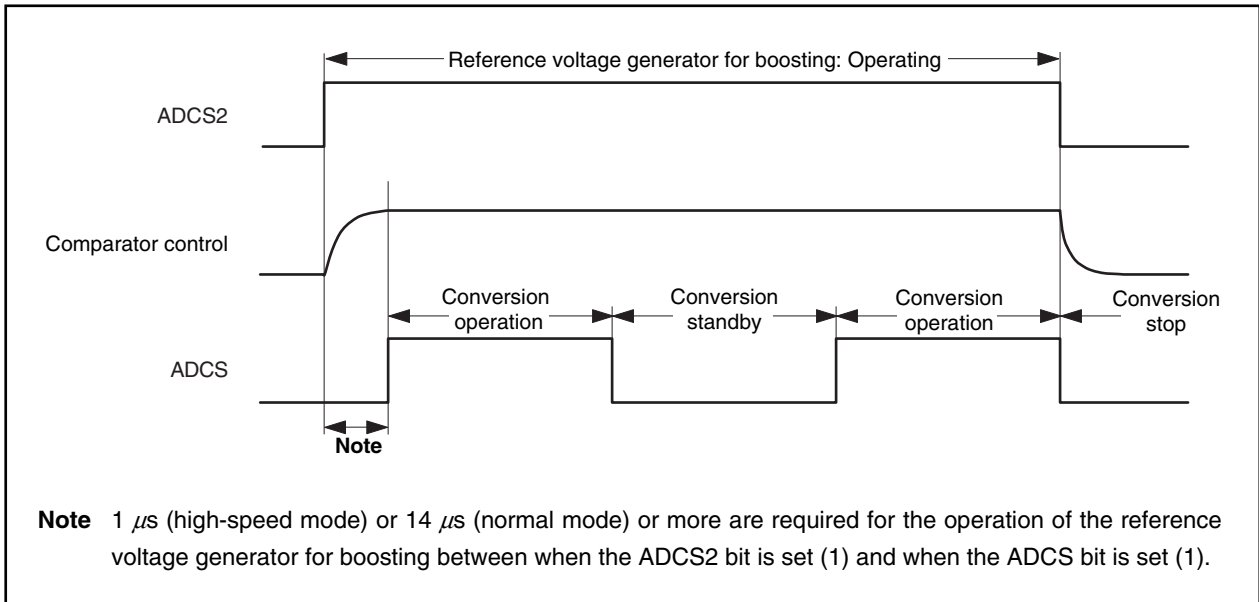 Reference voltage generator for boosting: Operating
ADCS2
Comparator control
Conversion operation
Conversion standby
Conversion operation
Conversion stop
ADCS
Note
Note 1 μs (high-speed mode) or 14 μs (normal mode) or more are required for the operation of the reference
voltage generator for boosting between when the ADCS2 bit is set (1) and when the ADCS bit is set (1).